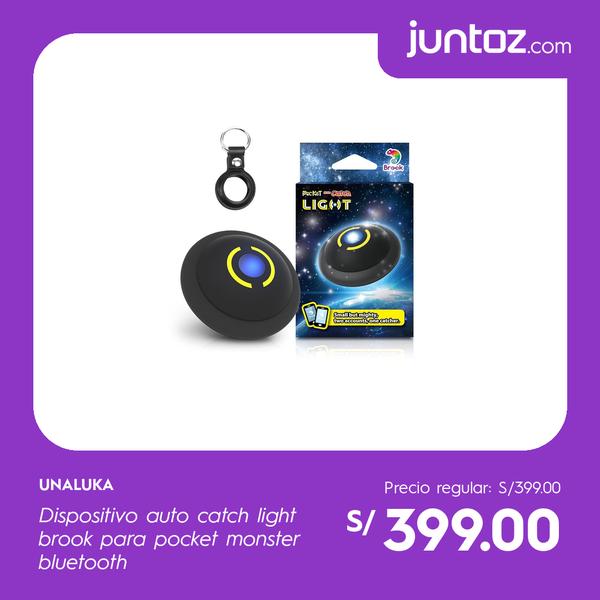 juntoz.com
Brook
Pocket Auto Catch
LIGHT
Small but mighty,
two accounts, one catcher.
UNALUKA
Precio regular: S/399.00
Dispositivo auto catch light
brook para pocket monster
bluetooth
S/ 399.00